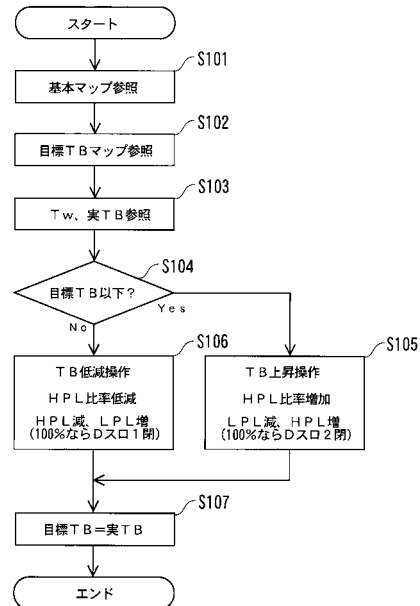 スタート
S101
基本マップ参照
S102
目標TBマップ参照
S103
Tw、実TB参照
S104
目標TB以下?
Yes
No
S106
TB低減操作
HPL比率低減
HPL減、LPL増
(100%ならDスロ1閉)
S105
TB上昇操作
HPL比率増加
LPL減、HPL増
(100%ならDスロ2閉)
S107
目標TB=実TB
エンド